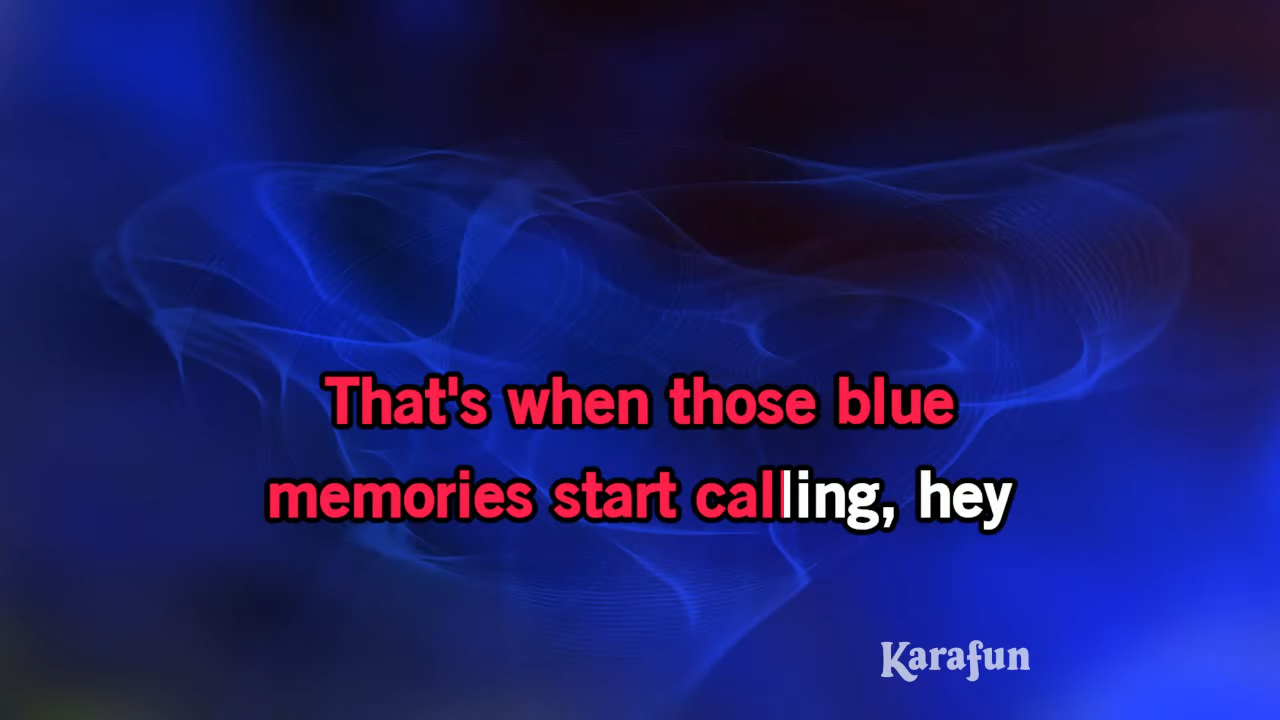 That's when those blue
memories start calling, hey
Karafun